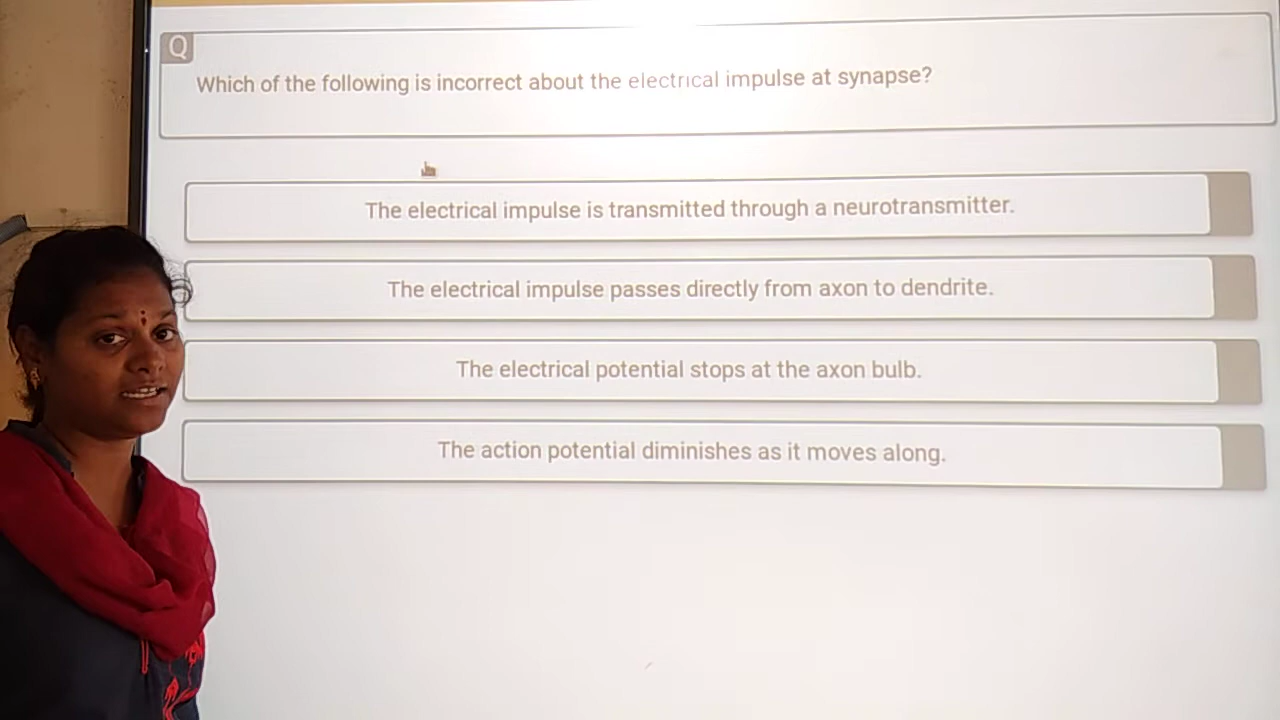 Q
Which of the following is incorrect about the electrical impulse at synapse?
The electrical impulse is transmitted through a neurotransmitter.
The electrical impulse passes directly from axon to dendrite.
The electrical potential stops at the axon bulb.
The action potential diminishes as it moves along.